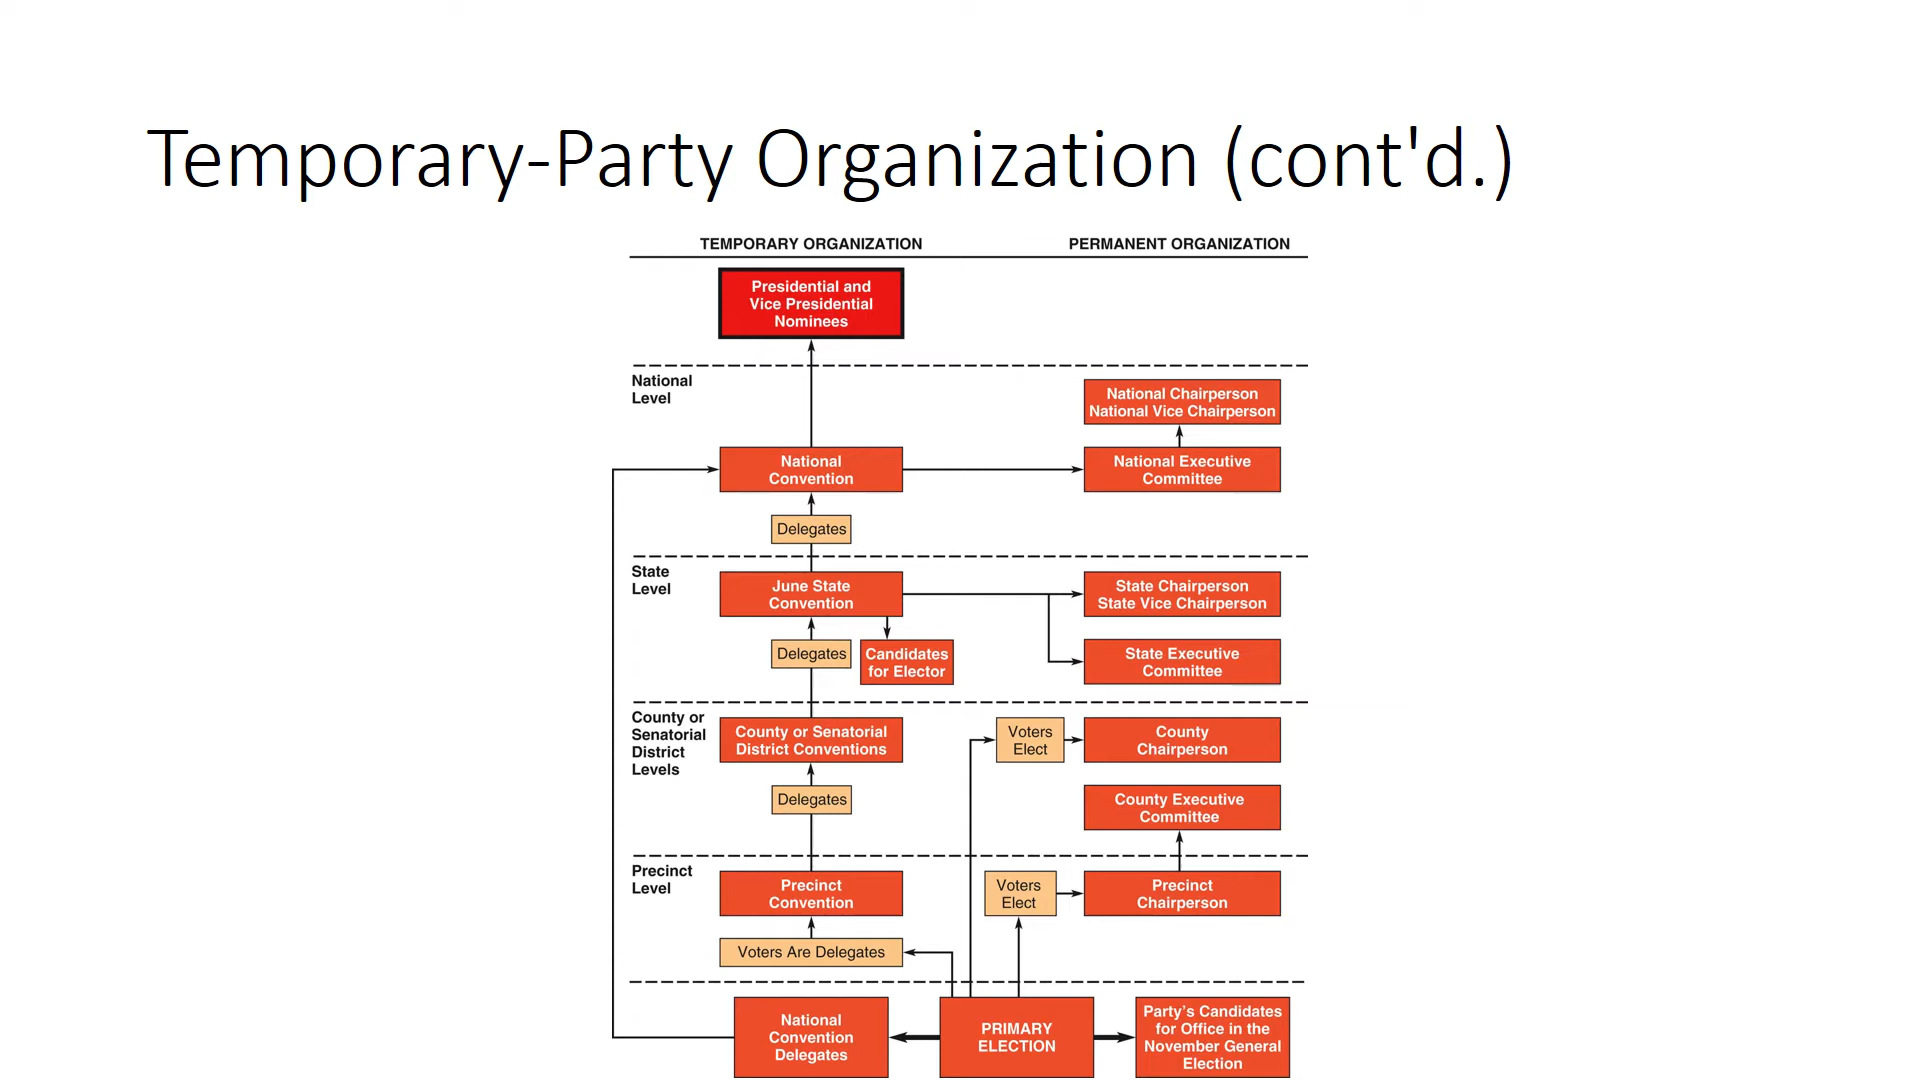 Temporary-Party Organization (cont'd.)
TEMPORARY ORGANIZATION
PERMANENT ORGANIZATION
Presidential and
Vice Presidential
Nominees
National
Level
National Chairperson
National Vice Chairperson
National
Convention
National Executive
Committee
Delegates
State
Level
June State
Convention
State Chairperson
State Vice Chairperson
Delegates
Candidates
for Elector
State Executive
Committee
County or
Senatorial
District
Levels
County or Senatorial
District Conventions
Voters
Elect
County
Chairperson
Delegates
County Executive
Committee
Precinct
Level
Precinct
Convention
Voters
Elect
Precinct
Chairperson
Voters Are Delegates
National
Convention
Delegates
PRIMARY
ELECTION
Party’s Candidates
for Office in the
November General
Election